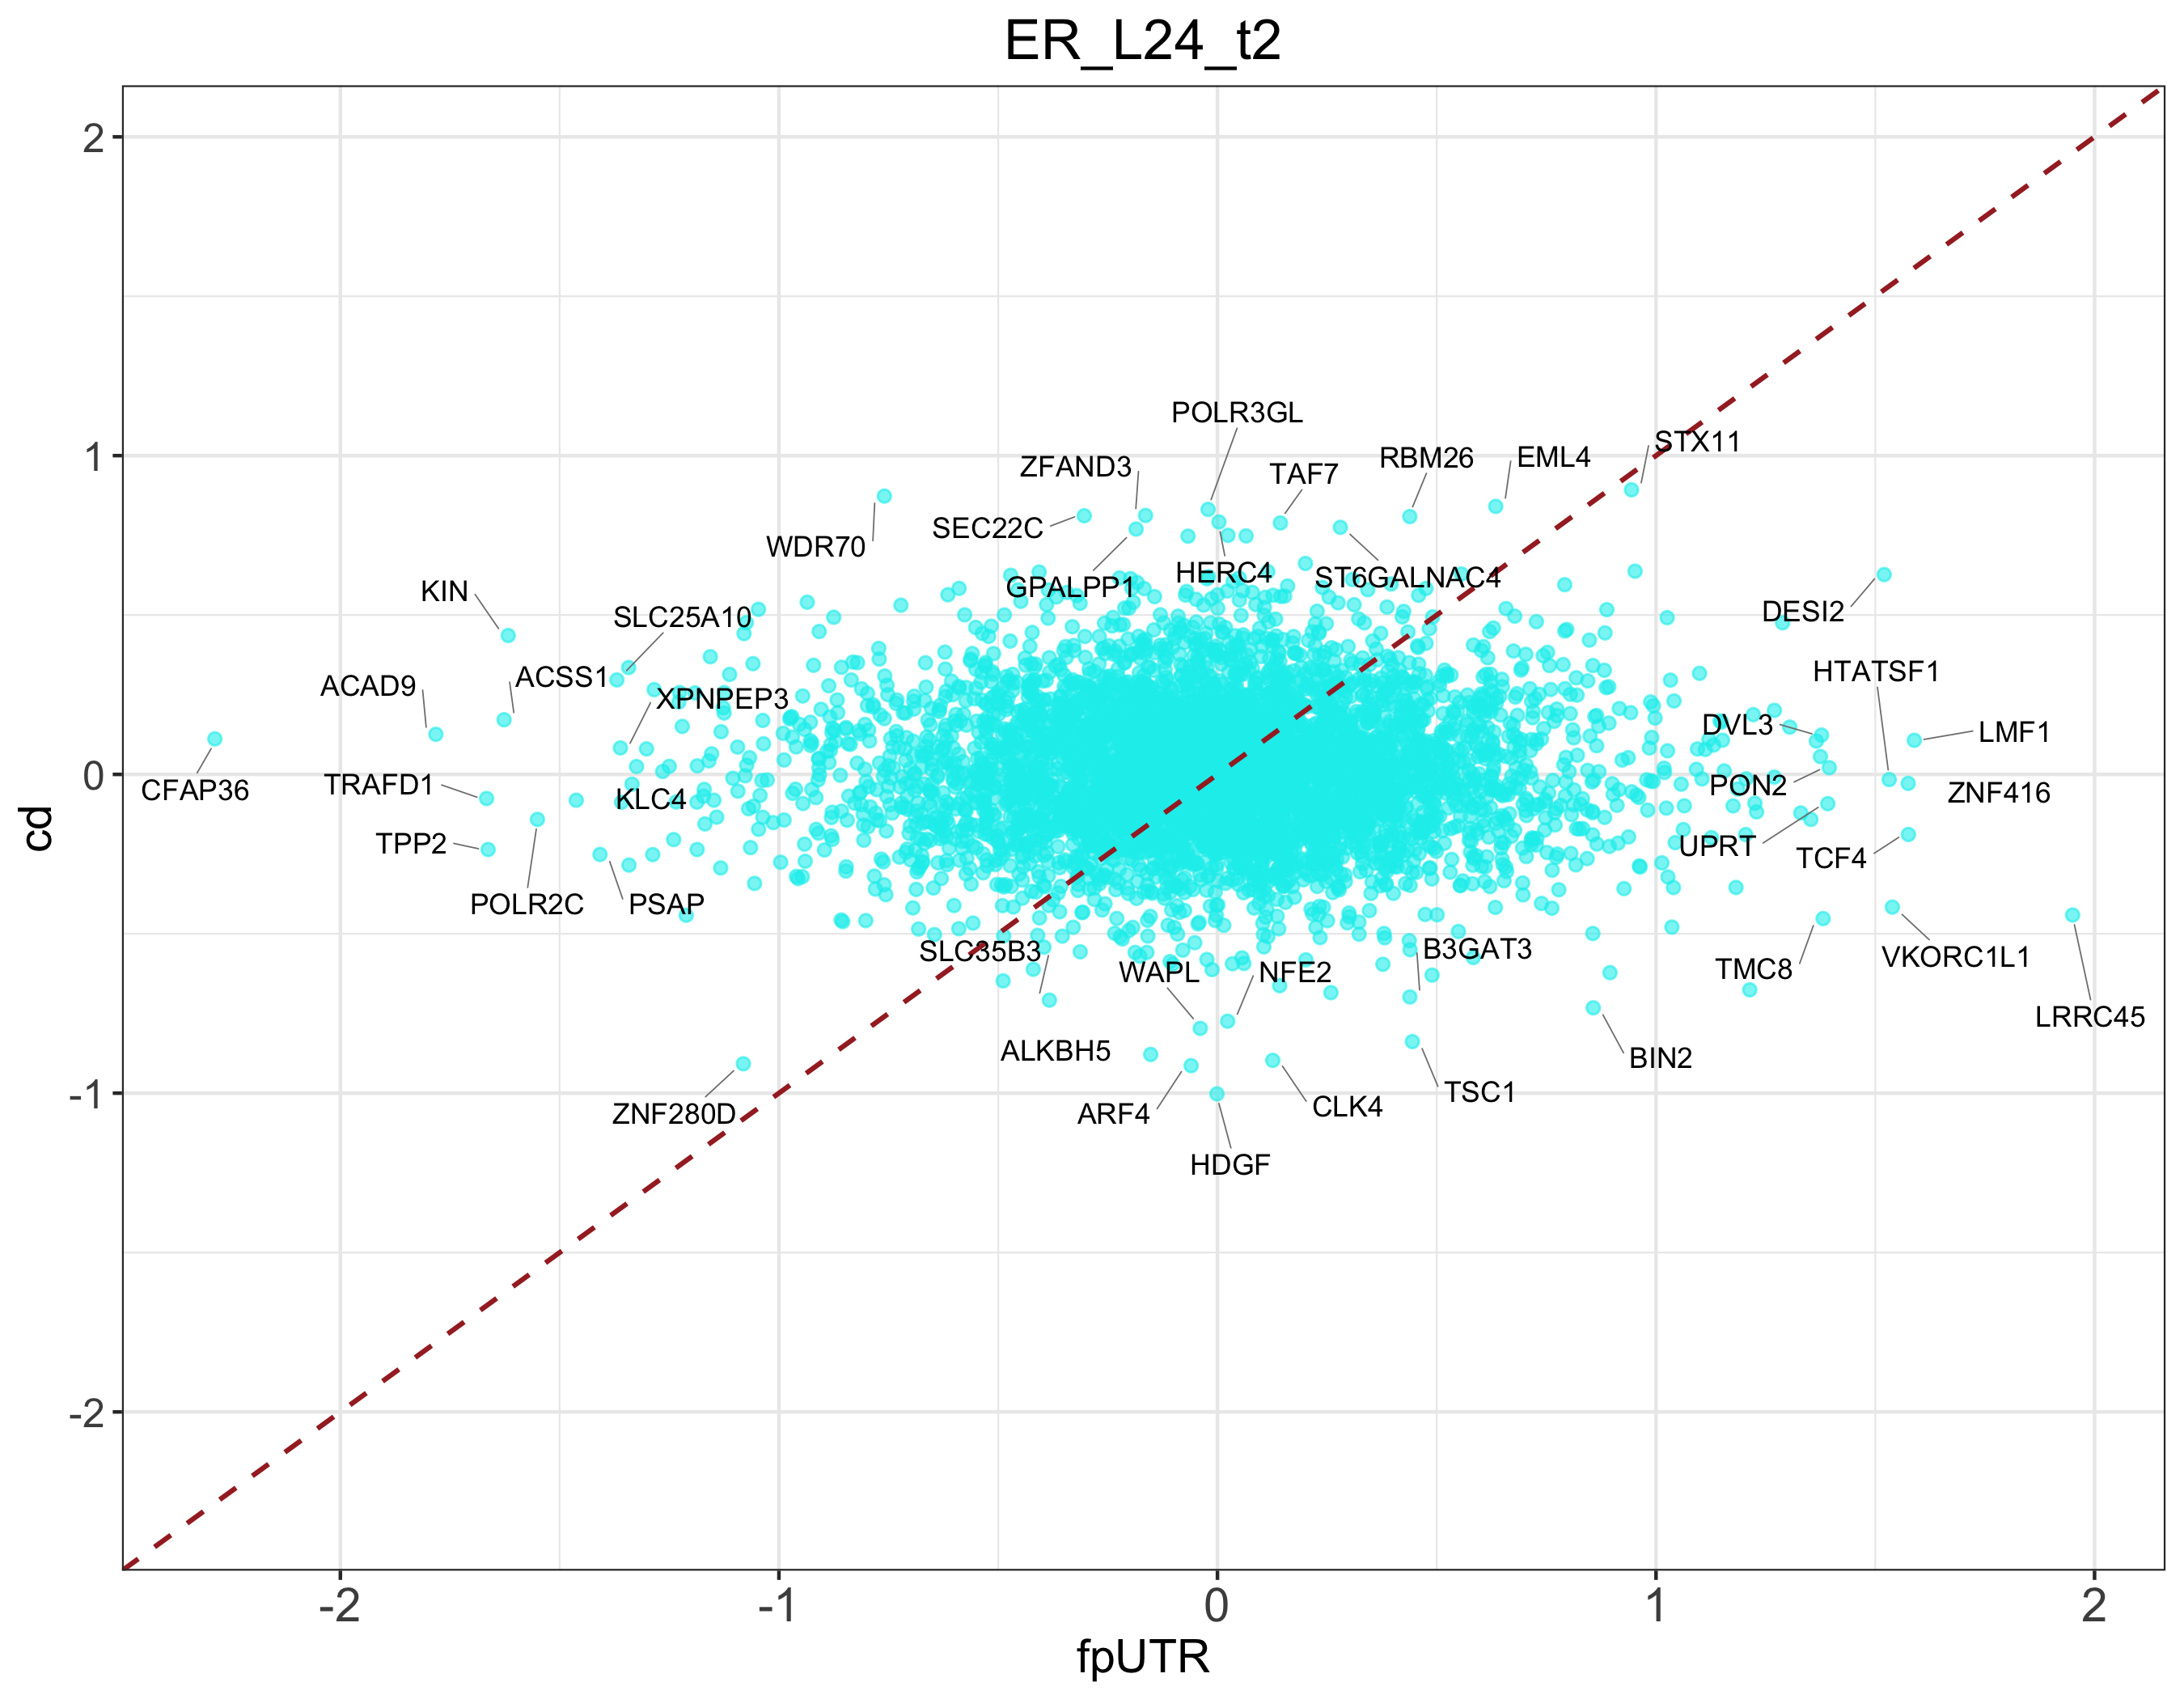 ER_L24_t2
2
1
0
-1
-2
cd
POLR3GL
STX11
ZFAND3
TAF7
RBM26
EML4
SEC22C
WDR70
GPALPP1
HERC4
ST6GALNAC4
KIN
SLC25A10
DESI2
ACAD9
ACSS1
HTATSF1
XPNPEP3
DVL3
LMF1
CFAP36
TRAFD1
KLC4
PON2
ZNF416
TPP2
UPRT
TCF4
POLR2C
PSAP
SLC35B3
B3GAT3
WAPL
NFE2
TMC8
VKORC1L1
LRRC45
ALKBH5
BIN2
ZNF280D
ARF4
CLK4
TSC1
HDGF
-2
-1
0
1
2
fpUTR